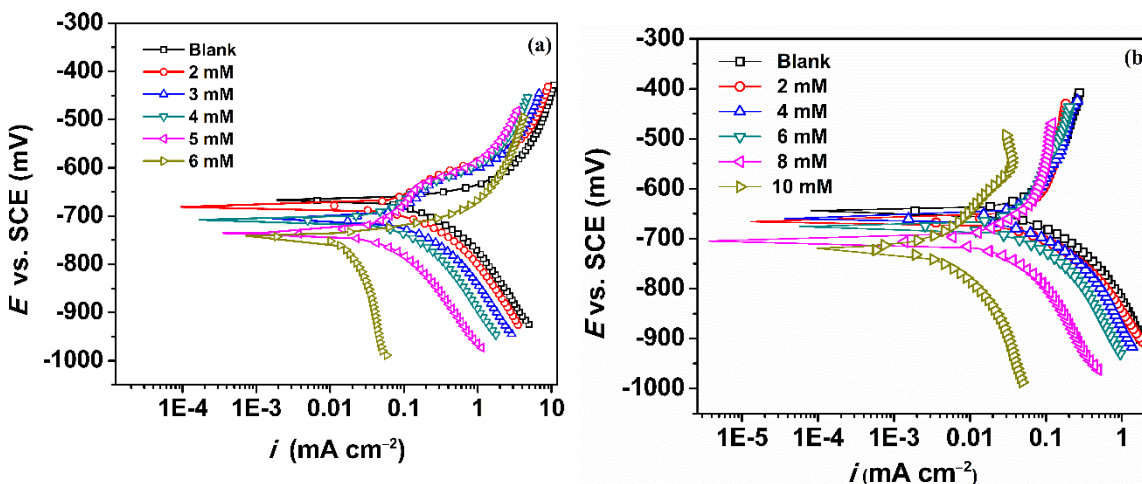 (a)
Blank
2 mM
3 mM
4 mM
5 mM
6 mM
-300
-400
-500
-600
-700
-800
-900
-1000
E vs. SCE (mV)
1E-4
1E-3
0.01
0.1
1
10
i (mA cm⁻²)
(b)
Blank
2 mM
4 mM
6 mM
8 mM
10 mM
-300
-400
-500
-600
-700
-800
-900
-1000
E vs. SCE (mV)
1E-5
1E-4
1E-3
0.01
0.1
1
i (mA cm⁻²)